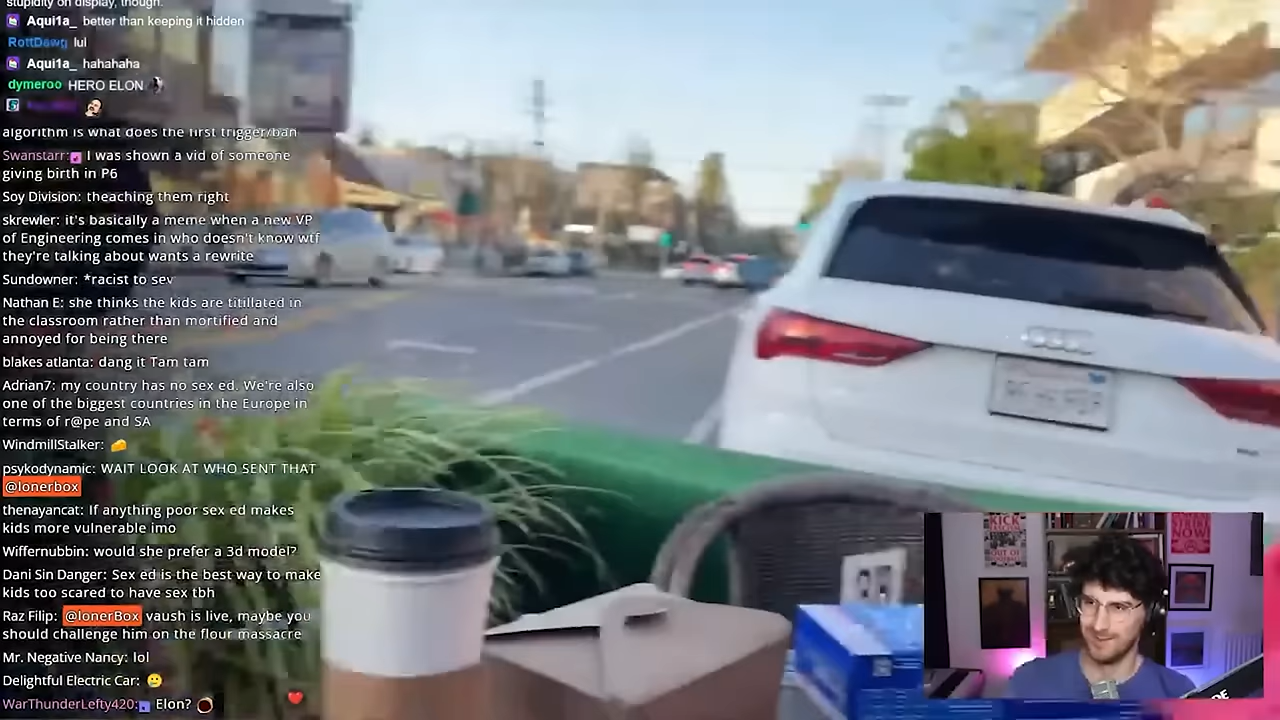 stupidity on display, though.
Aqui1a_ better than keeping it hidden
RottDawg lul
Aqui1a_ hahahaha
dymeroo HERO ELON
algorithm is what does the first trigger/ban
Swanstarr: I was shown a vid of someone
giving birth in P6
Soy Division: theaching them right
skrewler: it's basically a meme when a new VP
of Engineering comes in who doesn't know wtf
they're talking about wants a rewrite
Sundowner: *racist to sev
Nathan E: she thinks the kids are titillated in
the classroom rather than mortified and
annoyed for being there
blakes atlanta: dang it Tam tam
Adrian7: my country has no sex ed. We're also
one of the biggest countries in the Europe in
terms of r@pe and SA
WindmillStalker: 🧀
psykodynamic: WAIT LOOK AT WHO SENT THAT
@lonerbox
thenayancat: If anything poor sex ed makes
kids more vulnerable imo
Wiffernubbin: would she prefer a 3d model?
Dani Sin Danger: Sex ed is the best way to make
kids too scared to have sex tbh
Raz Filip: @lonerBox vaush is live, maybe you
should challenge him on the flour massacre
Mr. Negative Nancy: lol
Delightful Electric Car: 🙂
WarThunderLefty420: Elon?
KICK
OUT OF
STRIKE
NOW!